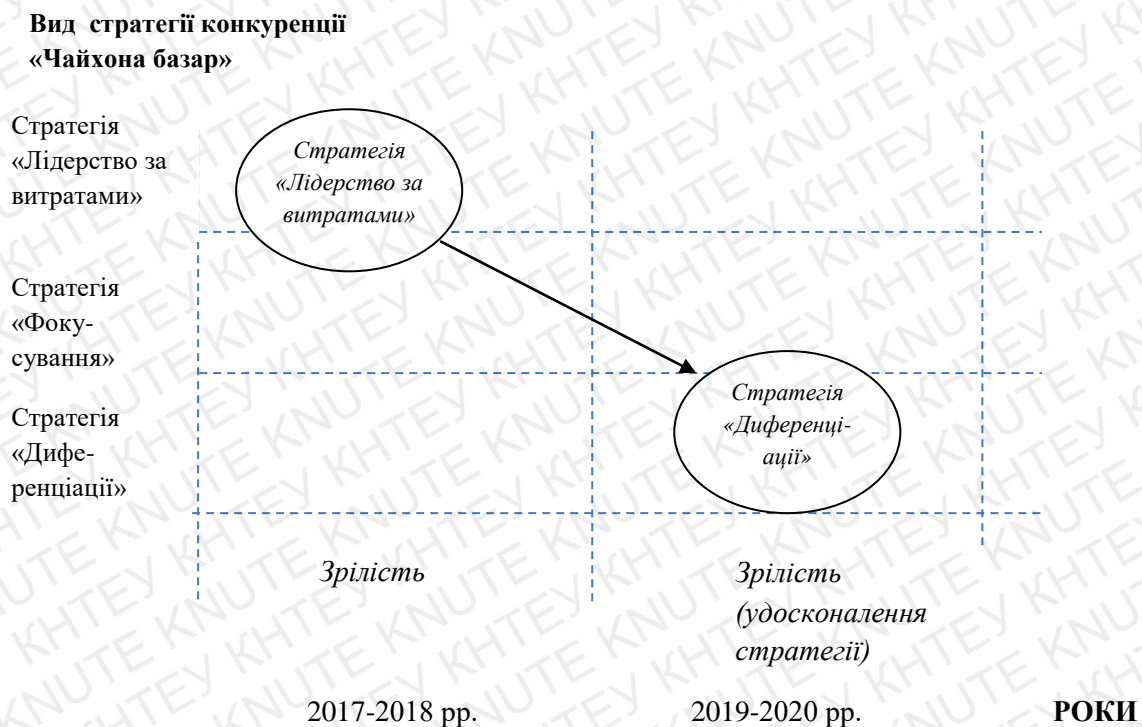 Вид стратегії конкуренції
«Чайхона базар»
Стратегія
«Лідерство за
витратами»
Стратегія
«Лідерство за
витратами»
Стратегія
«Фоку-
сування»
Стратегія
«Дифе-
ренціації»
Стратегія
«Диференці-
ації»
Зрілість
Зрілість
(удосконалення
стратегії)
2017-2018 рр.
2019-2020 рр.
РОКИ